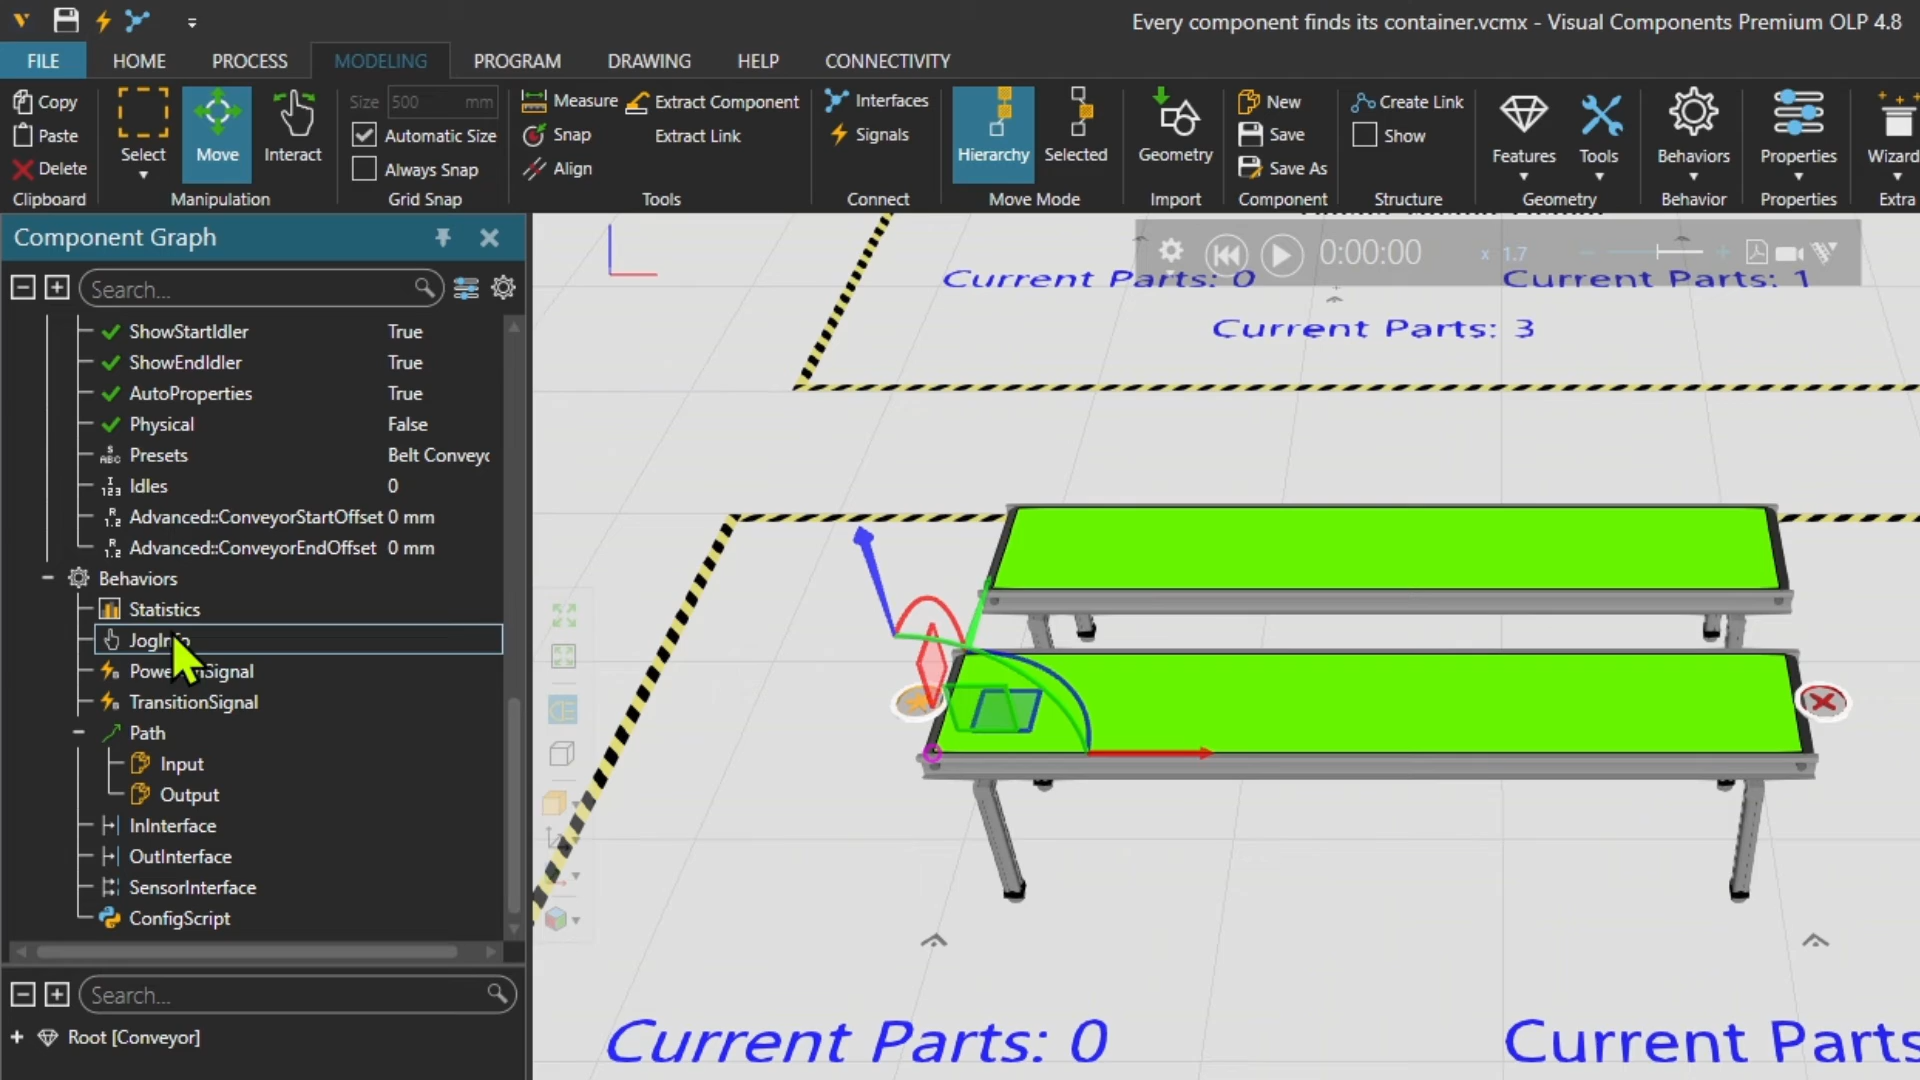 Every component finds its container.vcmx - Visual Components Premium OLP 4.8
FILE HOME PROCESS MODELING PROGRAM DRAWING HELP CONNECTIVITY
Copy
Paste
Delete
Clipboard
Select
Move
Interact
Manipulation
Size 500 mm
Automatic Size
Always Snap
Grid Snap
Measure
Snap
Align
Extract Component
Extract Link
Tools
Interfaces
Signals
Connect
Hierarchy
Selected
Move Mode
Geometry
Import
New
Save
Save As
Component
Create Link
Show
Structure
Features
Tools
Geometry
Behaviors
Behavior
Properties
Properties
Wizard
Extra
Component Graph
Search...
ShowStartIdler True
ShowEndIdler True
AutoProperties True
Physical False
Presets Belt Conveyo
Idles 0
Advanced::ConveyorStartOffset 0 mm
Advanced::ConveyorEndOffset 0 mm
Behaviors
Statistics
TransitionSignal
Path
Input
Output
InInterface
OutInterface
SensorInterface
ConfigScript
Search...
Root [Conveyor]
0:00:00 x 1.7
Current Parts: 0
Current Parts: 1
Current Parts: 3
Current Parts: 0
Current Parts